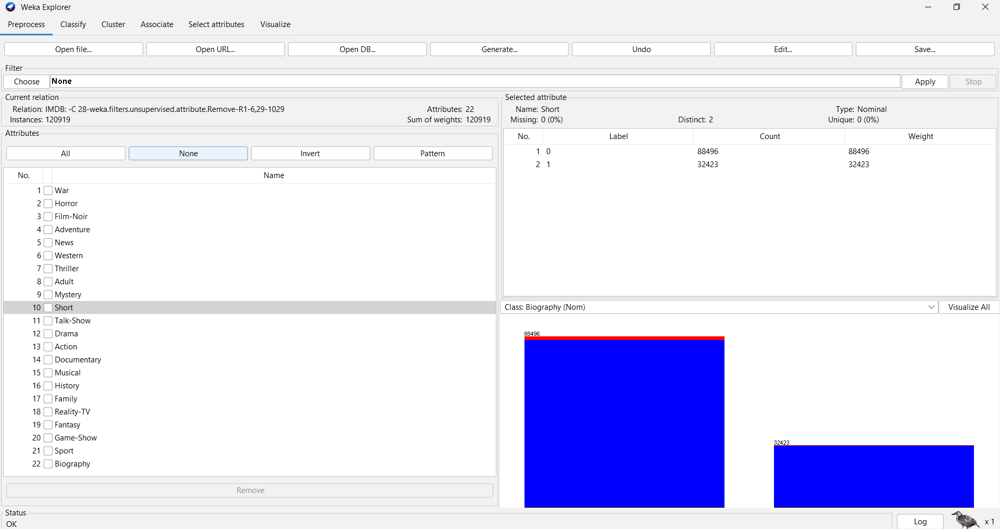 Weka Explorer
Preprocess Classify Cluster Associate Select attributes Visualize
Open file... Open URL... Open DB... Generate... Undo Edit... Save...
Filter
Choose None Apply Stop
Current relation
Relation: IMDB: -C 28-weka.filters.unsupervised.attribute.Remove-R1-6,29-1029 Attributes: 22
Instances: 120919 Sum of weights: 120919
Attributes
All None Invert Pattern
No. Name
1 War
2 Horror
3 Film-Noir
4 Adventure
5 News
6 Western
7 Thriller
8 Adult
9 Mystery
10 Short
11 Talk-Show
12 Drama
13 Action
14 Documentary
15 Musical
16 History
17 Family
18 Reality-TV
19 Fantasy
20 Game-Show
21 Sport
22 Biography
Remove
Selected attribute
Name: Short Type: Nominal
Missing: 0 (0%) Distinct: 2 Unique: 0 (0%)
No. Label Count Weight
1 0 88496 88496
2 1 32423 32423
Class: Biography (Nom) Visualize All
88496
32423
Status
OK
Log x 1